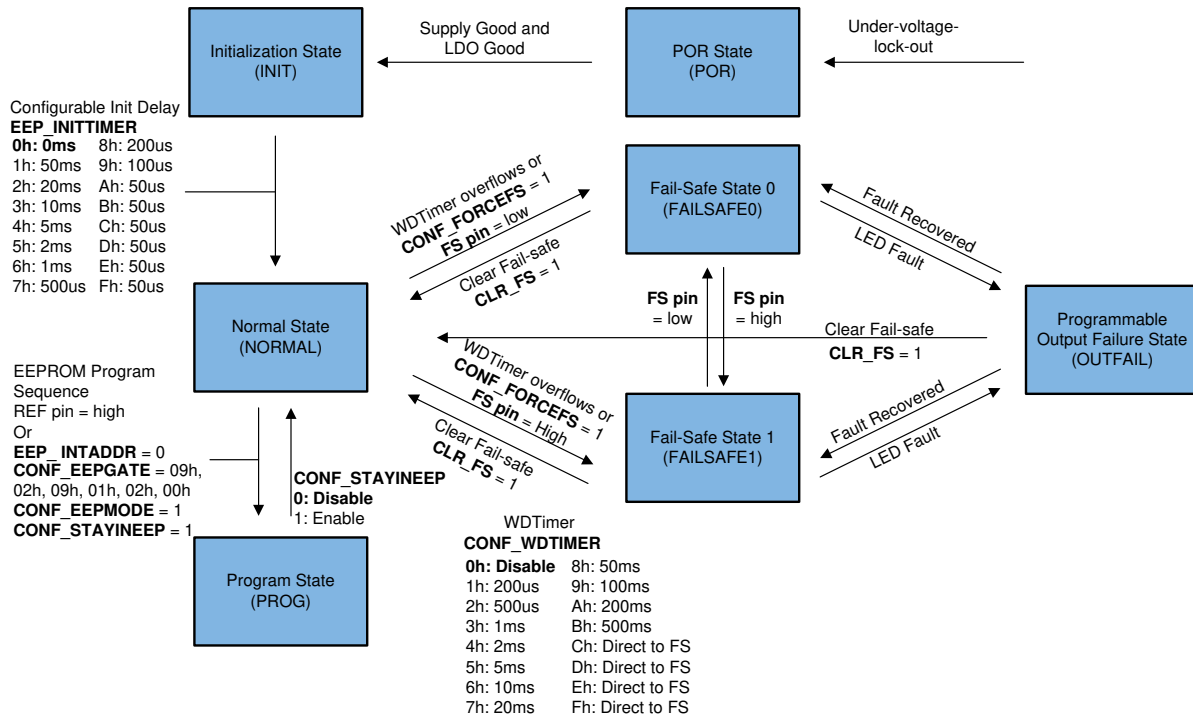 Initialization State
(INIT)
Supply Good and
LDO Good
POR State
(POR)
Under-voltage-
lock-out
Configurable Init Delay
EEP_INITTIMER
0h: 0ms 8h: 200us
1h: 50ms 9h: 100us
2h: 20ms Ah: 50us
3h: 10ms Bh: 50us
4h: 5ms Ch: 50us
5h: 2ms Dh: 50us
6h: 1ms Eh: 50us
7h: 500us Fh: 50us
WDTimer overflows or
CONF_FORCEFS = 1
FS pin = low
Clear Fail-safe
CLR_FS = 1
Fail-Safe State 0
(FAILSAFE0)
Fault Recovered
LED Fault
Normal State
(NORMAL)
FS pin
= low
FS pin
= high
Clear Fail-safe
CLR_FS = 1
Programmable
Output Failure State
(OUTFAIL)
EEPROM Program
Sequence
REF pin = high
Or
EEP_INTADDR = 0
CONF_EEPGATE = 09h,
02h, 09h, 01h, 02h, 00h
CONF_EEPMODE = 1
CONF_STAYINEEP = 1
CONF_STAYINEEP
0: Disable
1: Enable
WDTimer overflows or
CONF_FORCEFS = 1
FS pin = High
Clear Fail-safe
CLR_FS = 1
Fail-Safe State 1
(FAILSAFE1)
Fault Recovered
LED Fault
Program State
(PROG)
WDTimer
CONF_WDTIMER
0h: Disable 8h: 50ms
1h: 200us 9h: 100ms
2h: 500us Ah: 200ms
3h: 1ms Bh: 500ms
4h: 2ms Ch: Direct to FS
5h: 5ms Dh: Direct to FS
6h: 10ms Eh: Direct to FS
7h: 20ms Fh: Direct to FS